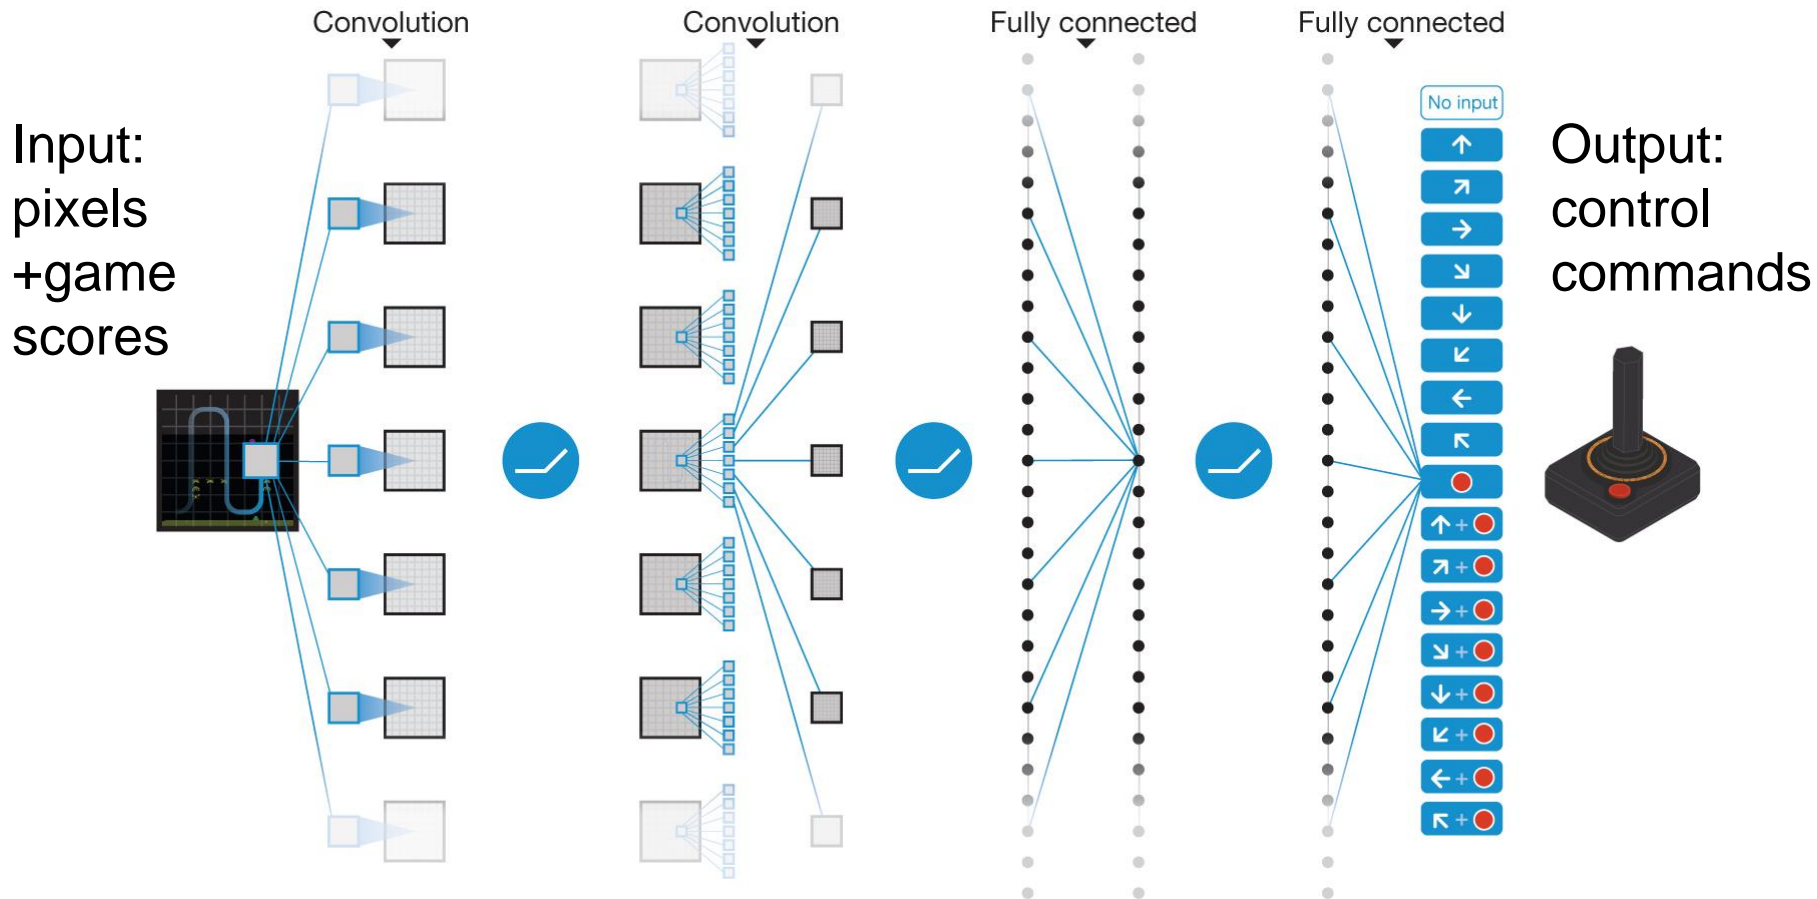 Convolution
Convolution
Fully connected
Fully connected
Input:
pixels
+game
scores
No input
↑
↗
→
↘
↓
↙
←
↖
↑ +
↗ +
→ +
↘ +
↓ +
↙ +
← +
↖ +
Output:
control
commands